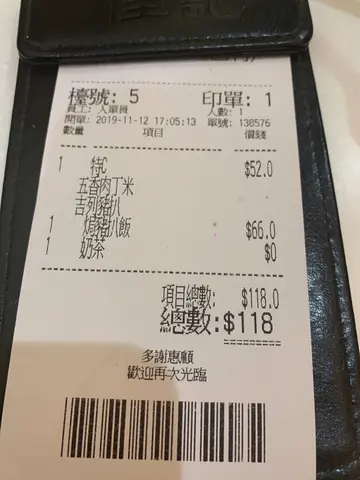 檯號: 5 印單: 1
員工: 入單員 人數: 1
開單: 2019-11-12 17:05:13 單號: 138576
數量 項目 價錢
1 特C $52.0
五香肉丁米
吉列豬扒
1 焗豬扒飯 $66.0
1 奶茶 $0
項目總數: $118.0
總數:$118
多謝惠顧
歡迎再次光臨